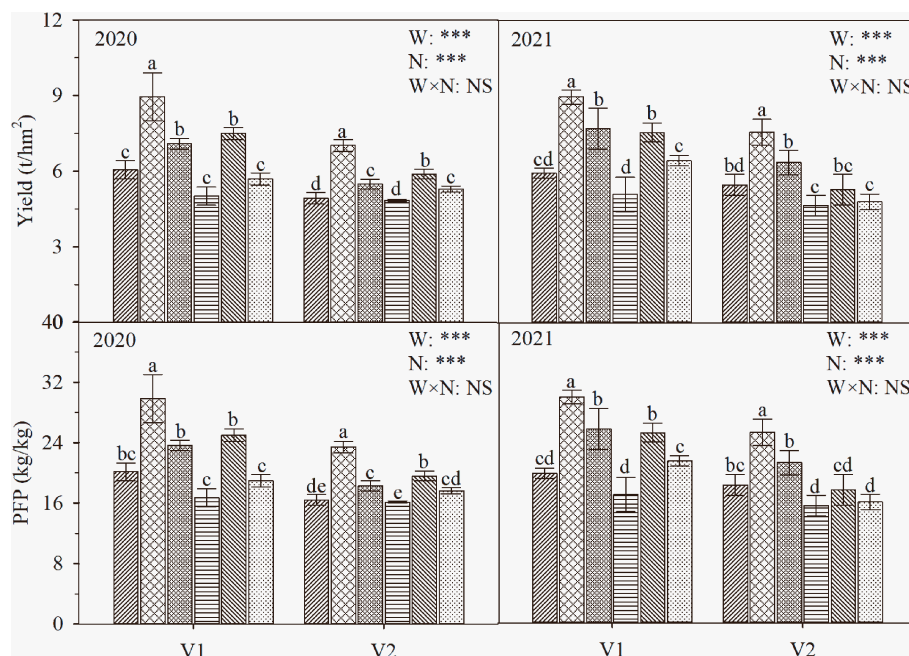 12
2020
W: ***
N: ***
W×N: NS
a
b
b
c
c
c
a
b
c
c
d
d
9
6
3
40
Yield (t/hm²)
2021
W: ***
N: ***
W×N: NS
a
b
b
c
cd
d
a
b
bd
bc
c
c
2020
W: ***
N: ***
W×N: NS
32
24
16
8
0
PFP (kg/kg)
bc
a
b
c
b
c
de
a
c
e
b
cd
V1
V2
2021
W: ***
N: ***
W×N: NS
cd
a
b
d
b
c
bc
a
b
d
cd
d
V1
V2